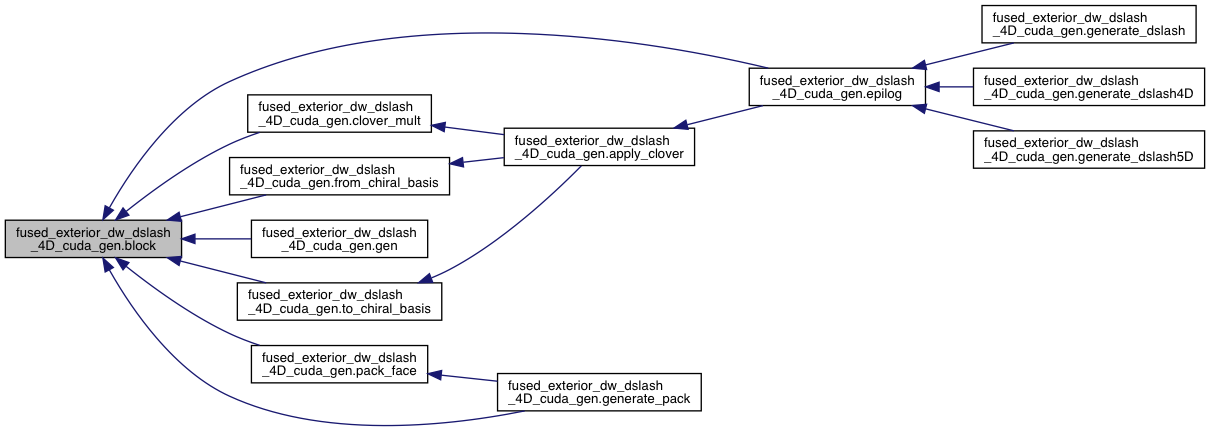 fused_exterior_dw_dslash
_4D_cuda_gen.block
fused_exterior_dw_dslash
_4D_cuda_gen.clover_mult
fused_exterior_dw_dslash
_4D_cuda_gen.from_chiral_basis
fused_exterior_dw_dslash
_4D_cuda_gen.gen
fused_exterior_dw_dslash
_4D_cuda_gen.to_chiral_basis
fused_exterior_dw_dslash
_4D_cuda_gen.pack_face
fused_exterior_dw_dslash
_4D_cuda_gen.apply_clover
fused_exterior_dw_dslash
_4D_cuda_gen.generate_pack
fused_exterior_dw_dslash
_4D_cuda_gen.epilog
fused_exterior_dw_dslash
_4D_cuda_gen.generate_dslash
fused_exterior_dw_dslash
_4D_cuda_gen.generate_dslash4D
fused_exterior_dw_dslash
_4D_cuda_gen.generate_dslash5D